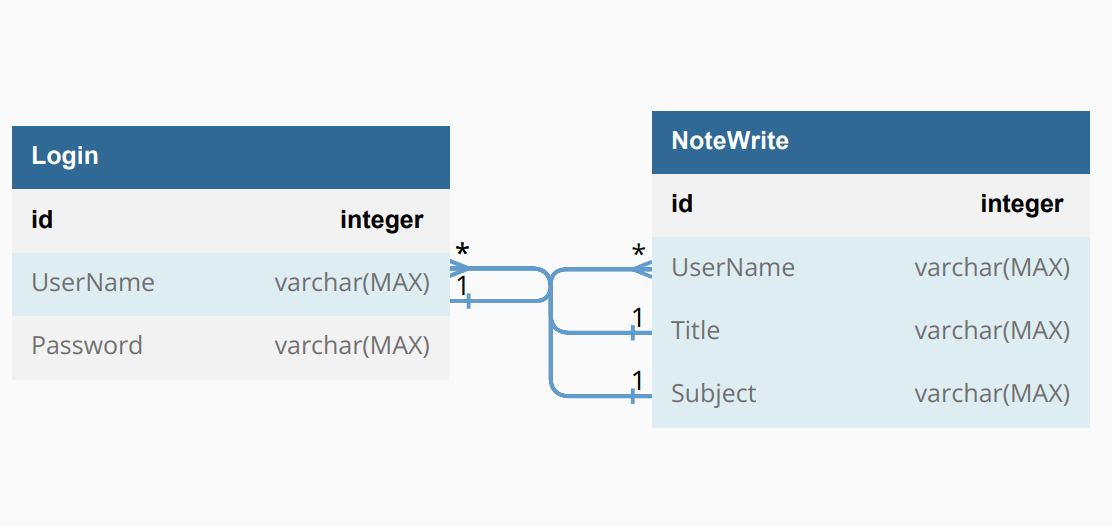 Login
id integer
UserName varchar(MAX)
Password varchar(MAX)
*
1
*
1
1
NoteWrite
id integer
UserName varchar(MAX)
Title varchar(MAX)
Subject varchar(MAX)